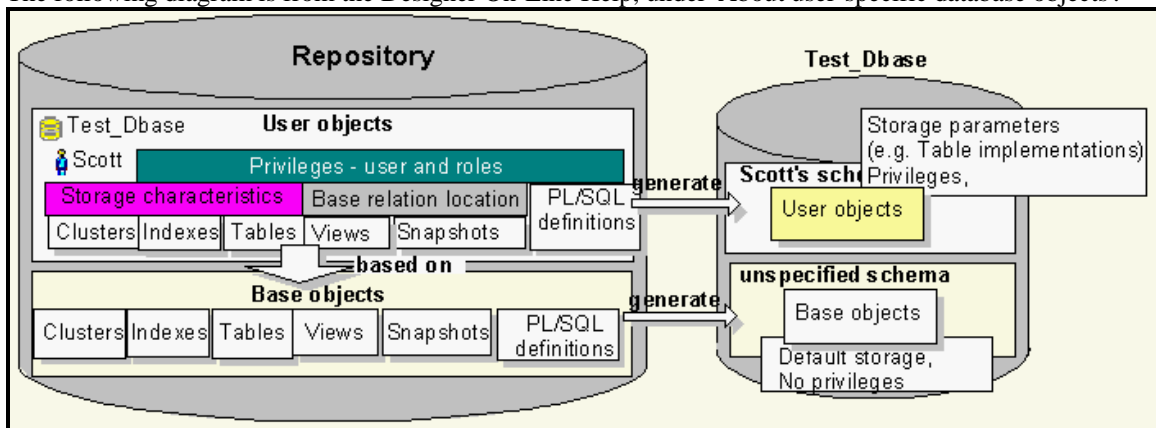 The following diagram is from the Designer On-Line Help, under 'About user-specific database objects'.
Repository
Test_Dbase User objects
Scott
Privileges - user and roles
Storage characteristics
Base relation location
PL/SQL
definitions
Clusters
Indexes
Tables
Views
Snapshots
based on
Base objects
Clusters
Indexes
Tables
Views
Snapshots
PL/SQL
definitions
generate
generate
Test_Dbase
Storage parameters
(e.g. Table implementations)
Privileges,
Scott's sche
User objects
unspecified schema
Base objects
Default storage,
No privileges